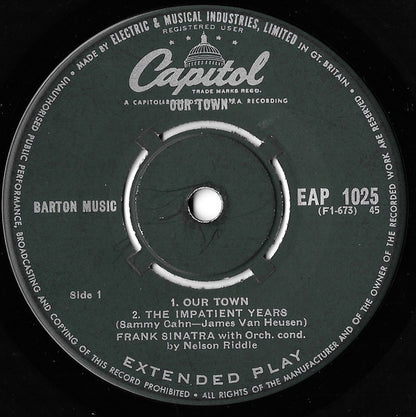 MADE BY ELECTRIC & MUSICAL INDUSTRIES, LIMITED IN GT. BRITAIN • ALL RIGHTS OF THE MANUFACTURER AND OF THE OWNER OF THE RECORDED WORK ARE RESERVED
UNAUTHORISED PUBLIC PERFORMANCE, BROADCASTING AND COPYING OF THIS RECORD PROHIBITED •
REGISTERED USER
Capitol
TRADE MARKS REGD.
A CAPITOL RECORDING
"OUR TOWN"
BARTON MUSIC
EAP 1025
(F1-673) 45
Side 1
1. OUR TOWN
2. THE IMPATIENT YEARS
(Sammy Cahn—James Van Heusen)
FRANK SINATRA with Orch. cond.
by Nelson Riddle
EXTENDED PLAY